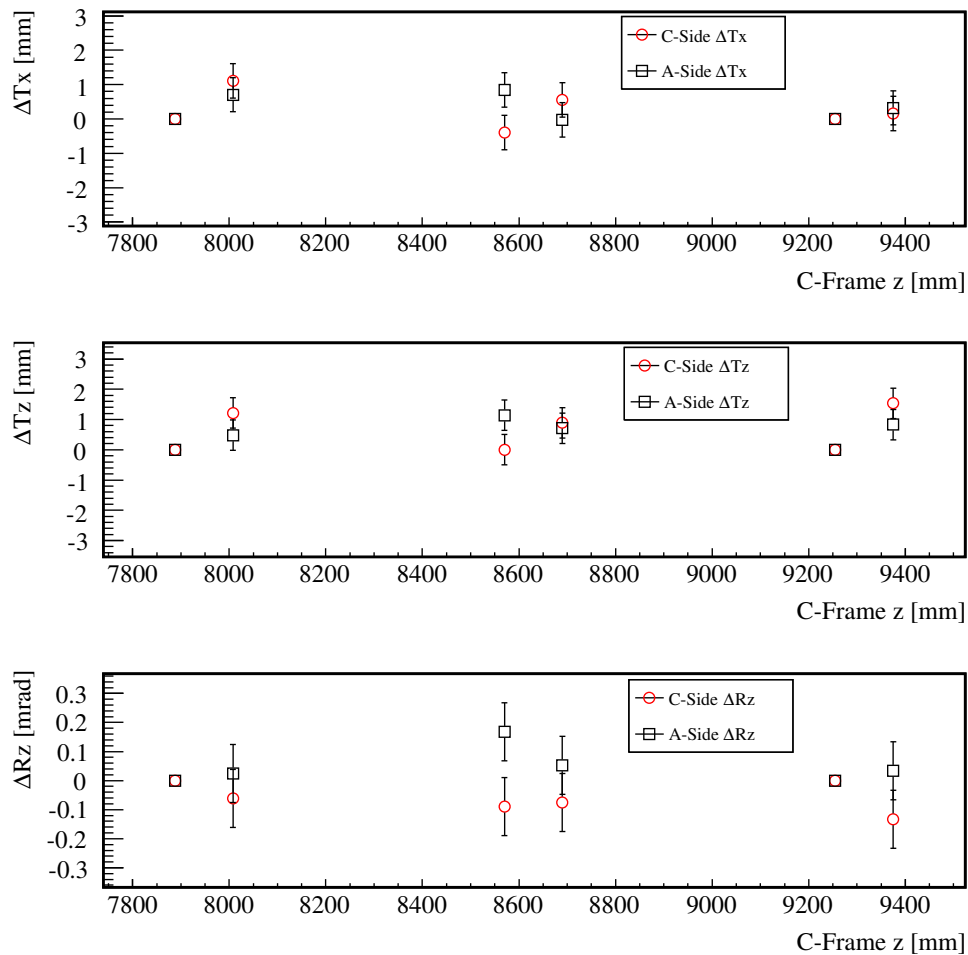 ΔTx [mm]
3
2
1
0
-1
-2
-3
C-Side ΔTx
A-Side ΔTx
7800 8000 8200 8400 8600 8800 9000 9200 9400
C-Frame z [mm]
ΔTz [mm]
3
2
1
0
-1
-2
-3
C-Side ΔTz
A-Side ΔTz
7800 8000 8200 8400 8600 8800 9000 9200 9400
C-Frame z [mm]
ΔRz [mrad]
0.3
0.2
0.1
0
-0.1
-0.2
-0.3
C-Side ΔRz
A-Side ΔRz
7800 8000 8200 8400 8600 8800 9000 9200 9400
C-Frame z [mm]